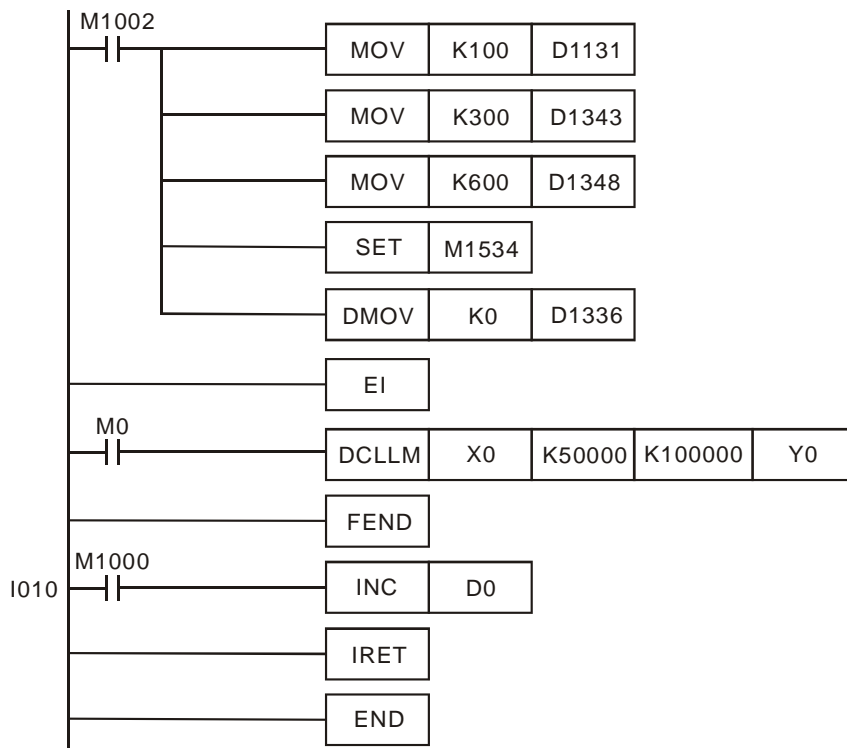 M1002
MOV K100 D1131
MOV K300 D1343
MOV K600 D1348
SET M1534
DMOV K0 D1336
EI
M0
DCLLM X0 K50000 K100000 Y0
FEND
M1000
I010 INC D0
IRET
END